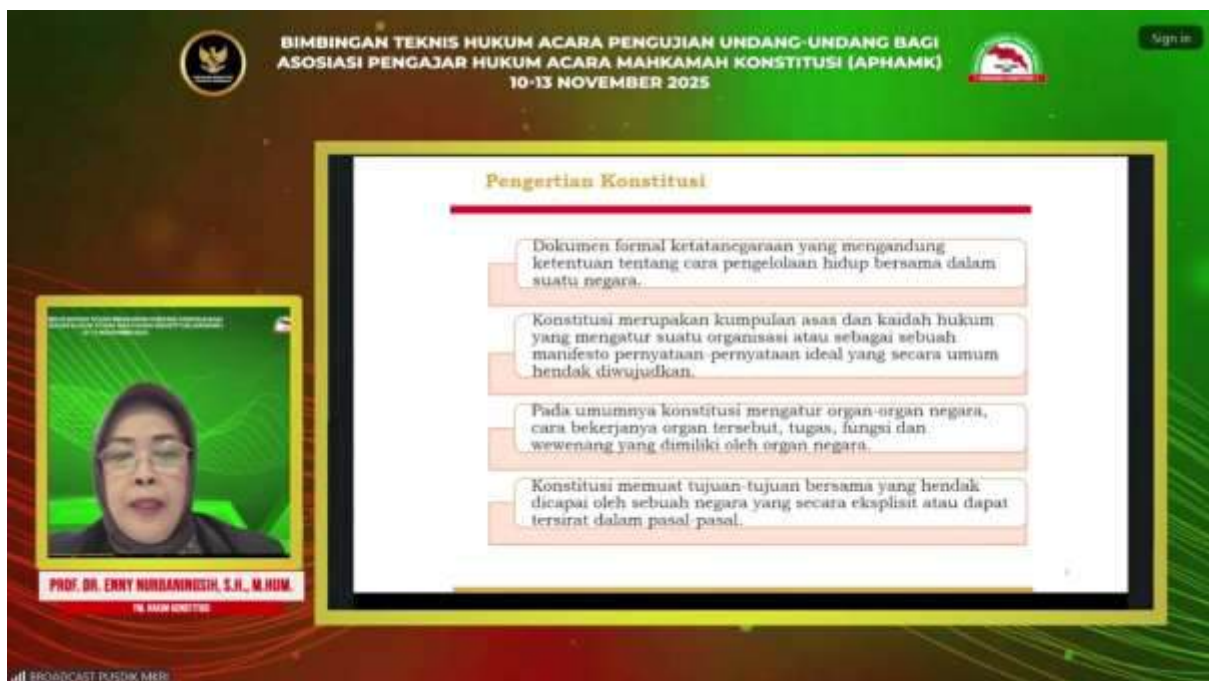 BIMBINGAN TEKNIS HUKUM ACARA PENGUJIAN UNDANG-UNDANG BAGI
ASOSIASI PENGAJAR HUKUM ACARA MAHKAMAH KONSTITUSI (APHAMK)
10-13 NOVEMBER 2025
Sign in
Pengertian Konstitusi
Dokumen formal ketatanegaraan yang mengandung
ketentuan tentang cara pengelolaan hidup bersama dalam
suatu negara.
Konstitusi merupakan kumpulan asas dan kaidah hukum
yang mengatur suatu organisasi atau sebagai sebuah
manifesto pernyataan-pernyataan ideal yang secara umum
hendak diwujudkan.
Pada umumnya konstitusi mengatur organ-organ negara,
cara bekerjanya organ tersebut, tugas, fungsi dan
wewenang yang dimiliki oleh organ negara.
Konstitusi memuat tujuan-tujuan bersama yang hendak
dicapai oleh sebuah negara yang secara eksplisit atau dapat
tersirat dalam pasal-pasal.
PROF. DR. ENNY NURBANINGSIH, S.H., M.HUM.
YM. HAKIM KONSTITUSI
BROADCAST PUSDIK MKRI